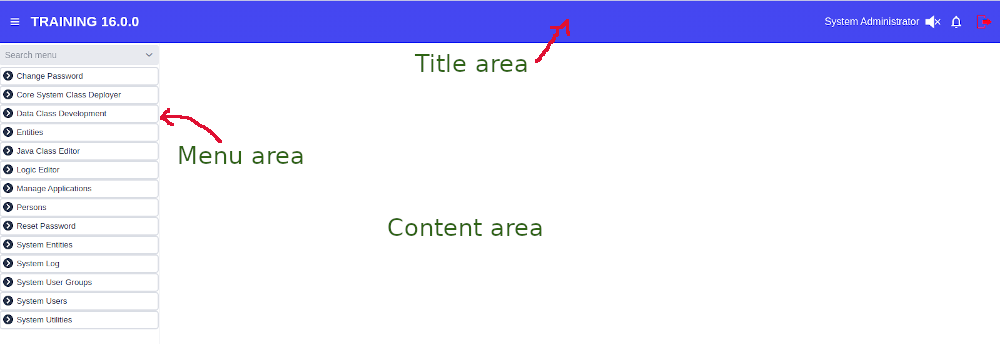 TRAINING 16.0.0
System Administrator
Search menu
Title area
Change Password
Core System Class Deployer
Data Class Development
Entities
Java Class Editor
Menu area
Logic Editor
Manage Applications
Persons
Reset Password
Content area
System Entities
System Log
System User Groups
System Users
System Utilities